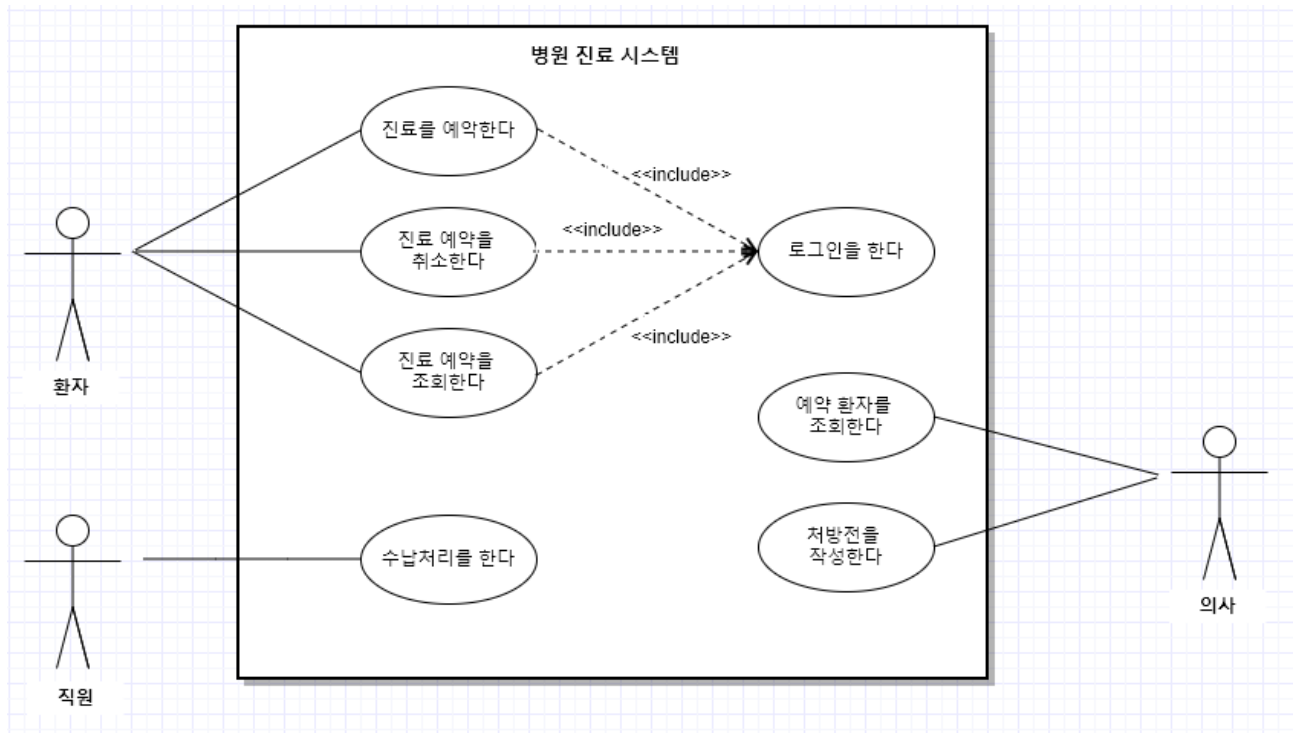 병원 진료 시스템
진료를 예약한다
<<include>>
진료 예약을
취소한다
<<include>>
로그인을 한다
진료 예약을
조회한다
<<include>>
환자
예약 환자를
조회한다
수납처리를 한다
처방전을
작성한다
의사
직원